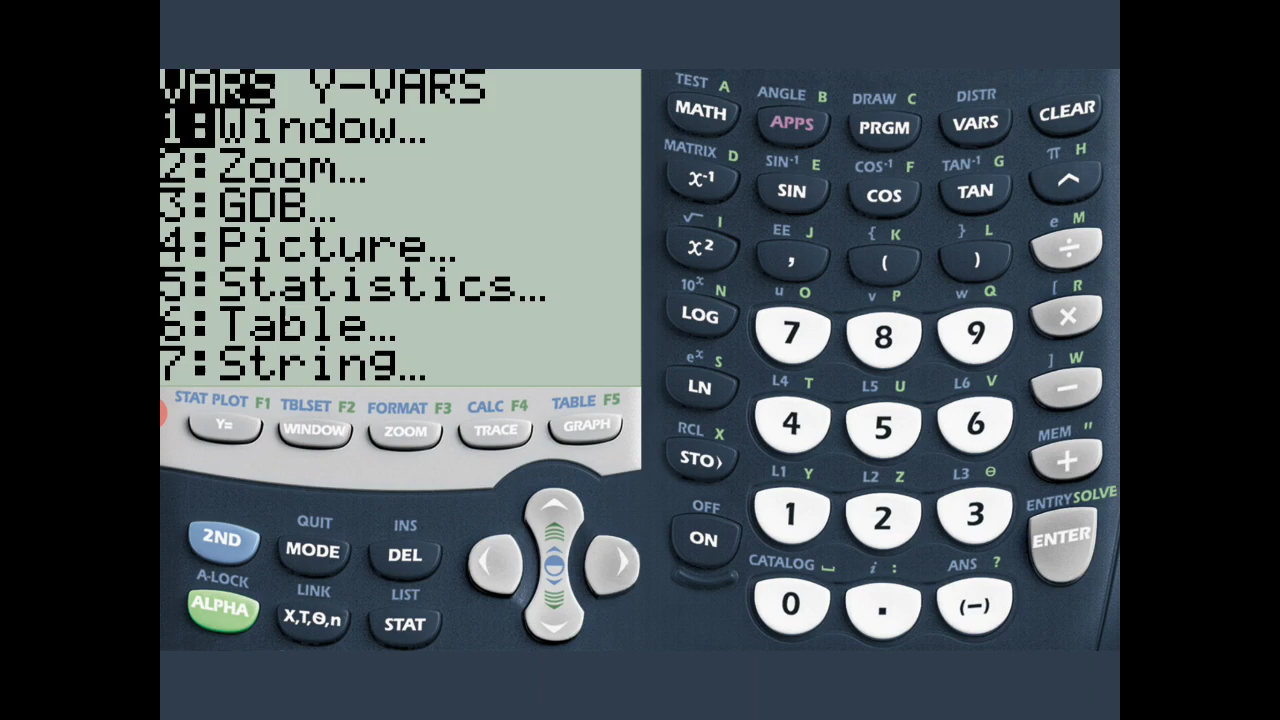 VARS Y-VARS
1:Window…
2:Zoom…
3:GDB…
4:Picture…
5:Statistics…
6:Table…
7:String…
STAT PLOT F1 TBLSET F2 FORMAT F3 CALC F4 TABLE F5
Y= WINDOW ZOOM TRACE GRAPH
QUIT INS
2ND MODE DEL
A-LOCK LINK LIST
ALPHA X,T,Θ,n STAT
TEST A ANGLE B DRAW C DISTR
MATH APPS PRGM VARS CLEAR
MATRIX D SIN⁻¹ E COS⁻¹ F TAN⁻¹ G π H
x⁻¹ SIN COS TAN ^
√ I EE J { K } L e M
x² , ( ) ÷
10ˣ N u O v P w Q [ R
LOG 7 8 9 ×
eˣ S L4 T L5 U L6 V ] W
LN 4 5 6 −
RCL X L1 Y L2 Z L3 Θ MEM "
STO› 1 2 3 +
OFF CATALOG ␣ i : ANS ? ENTRY SOLVE
ON 0 . (−) ENTER